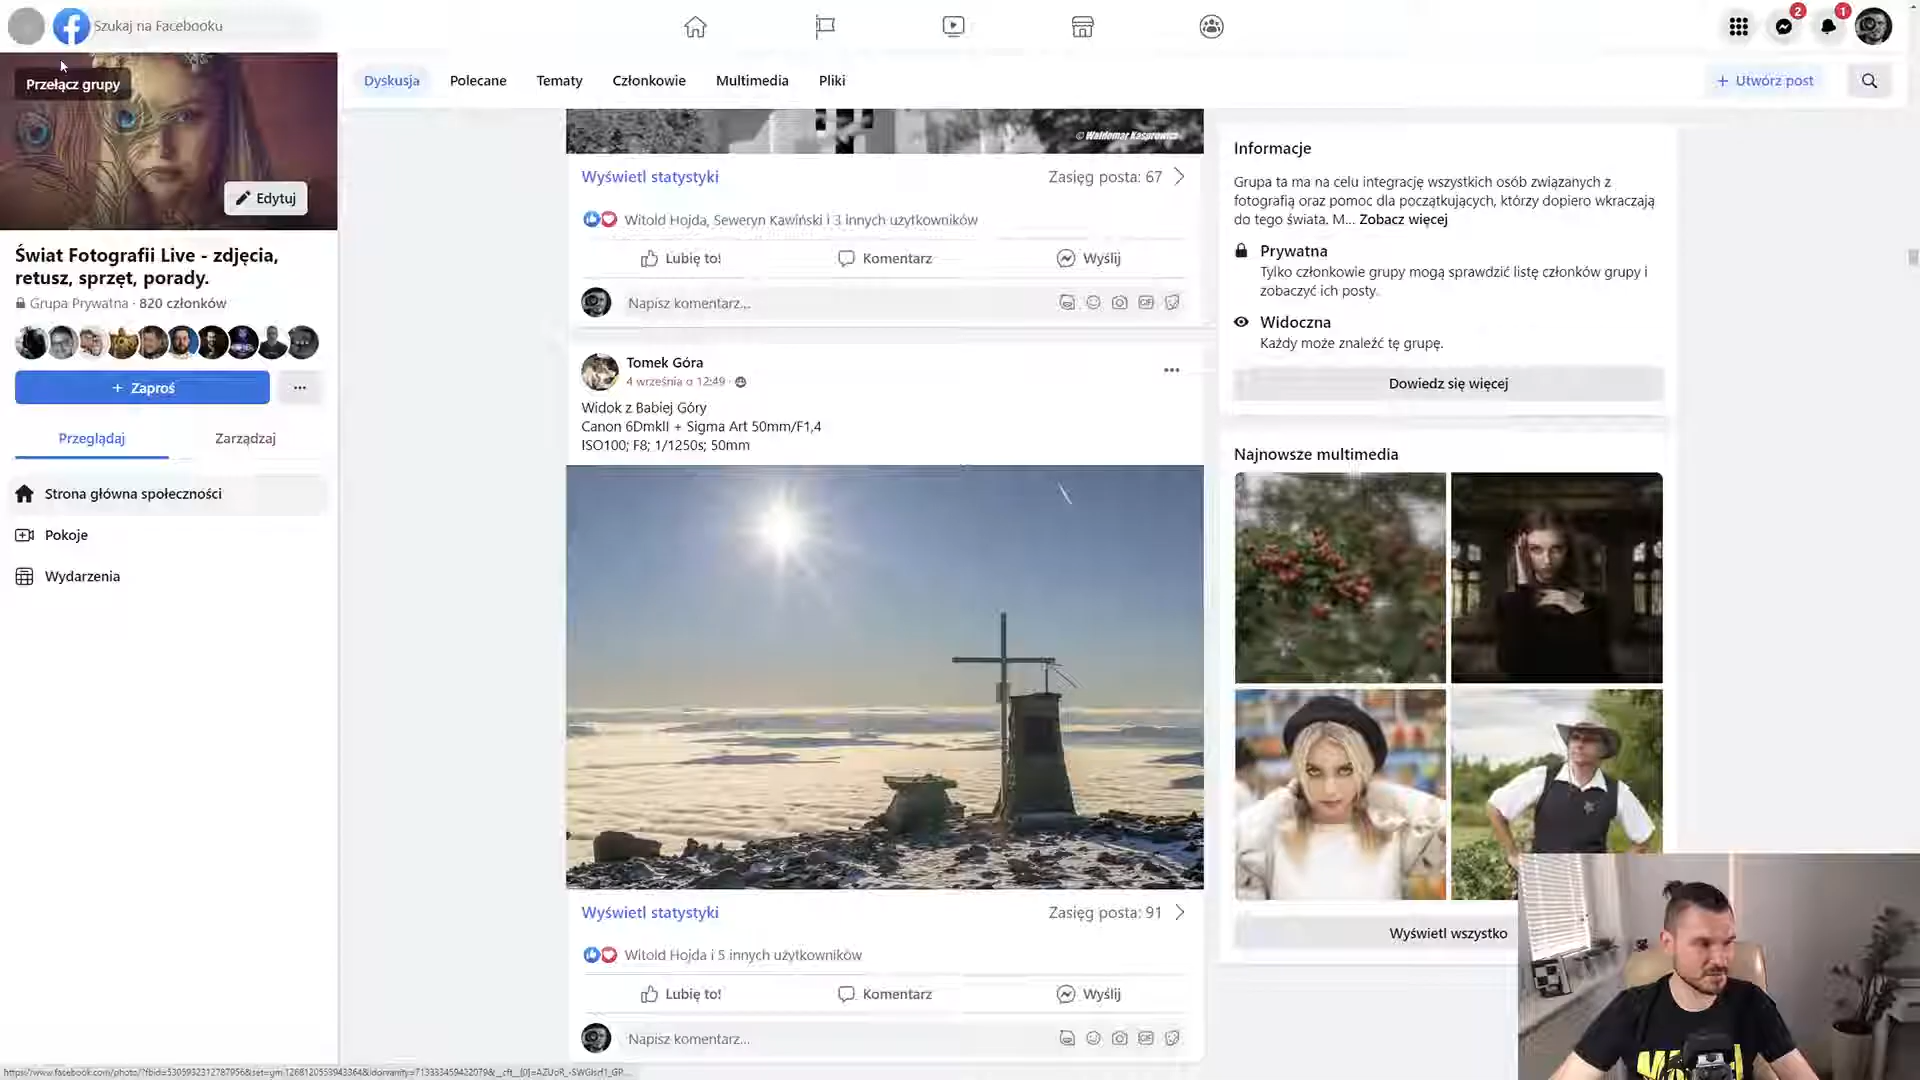 Szukaj na Facebooku
2
1
Przełącz grupy
Edytuj
Świat Fotografii Live - zdjęcia,
retusz, sprzęt, porady.
Grupa Prywatna · 820 członków
+ Zaproś
Przeglądaj
Zarządzaj
Strona główna społeczności
Pokoje
Wydarzenia
Dyskusja
Polecane
Tematy
Członkowie
Multimedia
Pliki
+ Utwórz post
© Waldemar Kasprowicz
Wyświetl statystyki
Zasięg posta: 67
Witold Hojda, Seweryn Kawiński i 3 innych użytkowników
Lubię to!
Komentarz
Wyślij
Napisz komentarz...
GIF
Tomek Góra
4 września o 12:49 ·
Widok z Babiej Góry
Canon 6DmkII + Sigma Art 50mm/F1,4
ISO100; F8; 1/1250s; 50mm
Wyświetl statystyki
Zasięg posta: 91
Witold Hojda i 5 innych użytkowników
Lubię to!
Komentarz
Wyślij
Napisz komentarz...
GIF
Informacje
Grupa ta ma na celu integrację wszystkich osób związanych z
fotografią oraz pomoc dla początkujących, którzy dopiero wkraczają
do tego świata. M... Zobacz więcej
Prywatna
Tylko członkowie grupy mogą sprawdzić listę członków grupy i
zobaczyć ich posty.
Widoczna
Każdy może znaleźć tę grupę.
Dowiedz się więcej
Najnowsze multimedia
Wyświetl wszystko